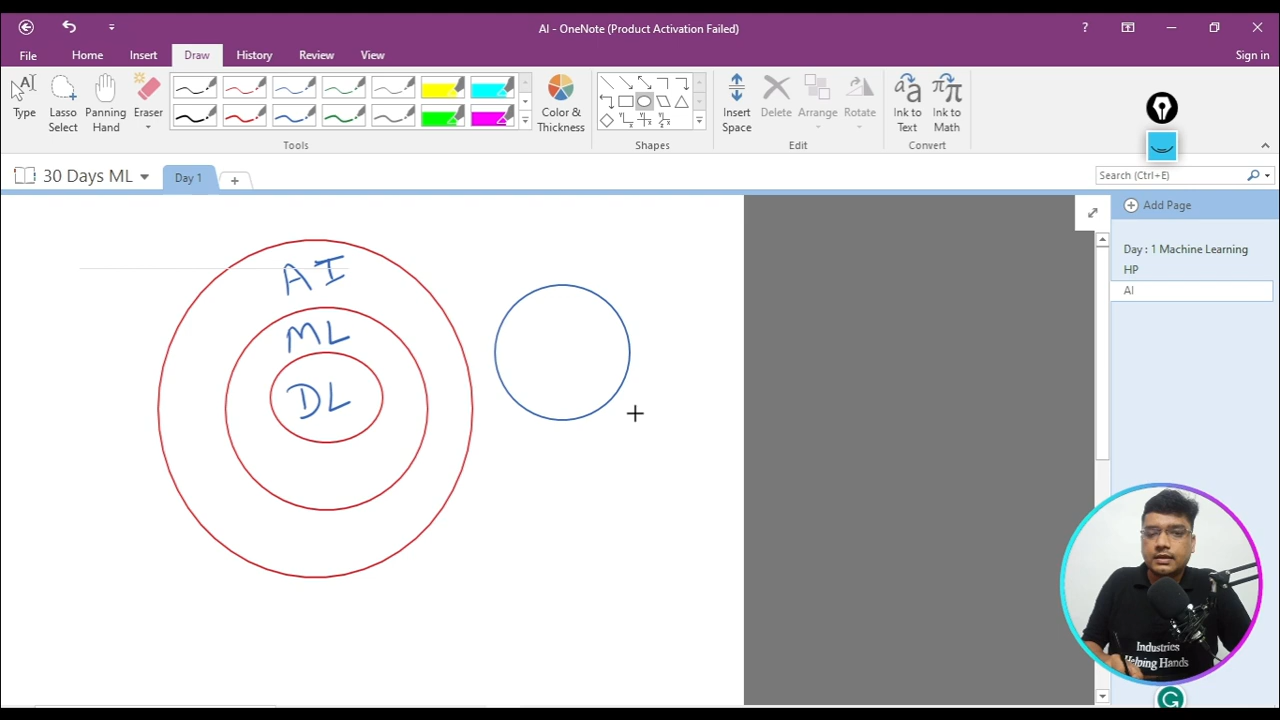 AI - OneNote (Product Activation Failed)
?
File
Home
Insert
Draw
History
Review
View
Sign in
Type
Lasso
Select
Panning
Hand
Eraser
Color &
Thickness
Insert
Space
Delete
Arrange
Rotate
Ink to
Text
Ink to
Math
Tools
Shapes
Edit
Convert
30 Days ML
Day 1
Search (Ctrl+E)
Add Page
Day : 1 Machine Learning
HP
AI
AI
ML
DL
Industries
Helping Hands